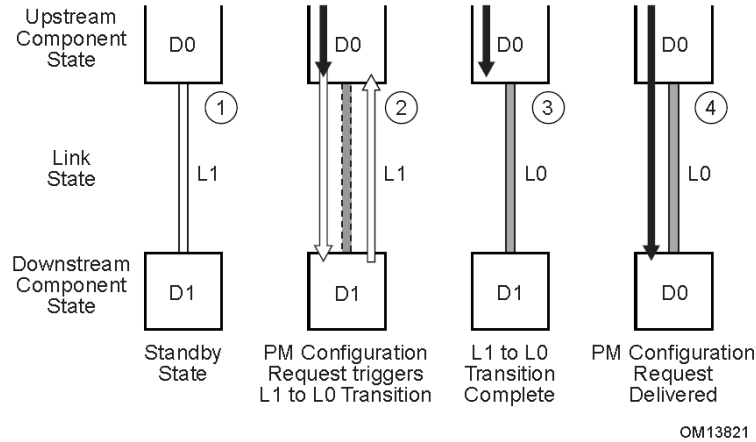 Upstream
Component
State
D0
D0
D0
D0
1
2
3
4
Link
State
L1
L1
L0
L0
Downstream
Component
State
D1
D1
D1
D0
Standby
State
PM Configuration
Request triggers
L1 to L0 Transition
L1 to L0
Transition
Complete
PM Configuration
Request
Delivered
OM13821